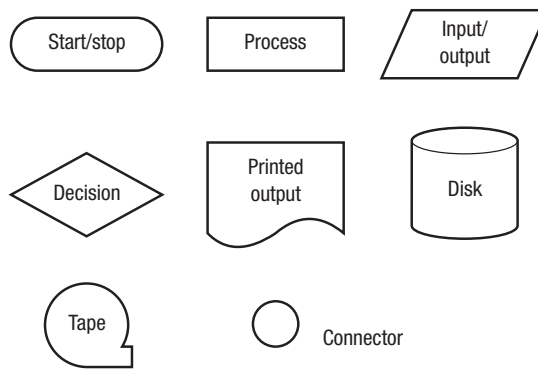 Start/stop
Process
Input/
output
Decision
Printed
output
Disk
Tape
Connector